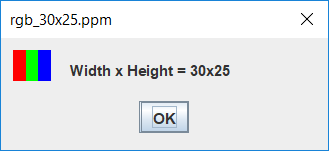 rgb_30x25.ppm
Width x Height = 30x25
OK